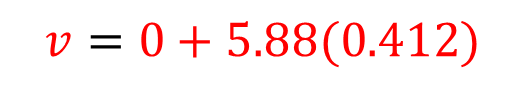 v = 0 + 5.88(0.412)